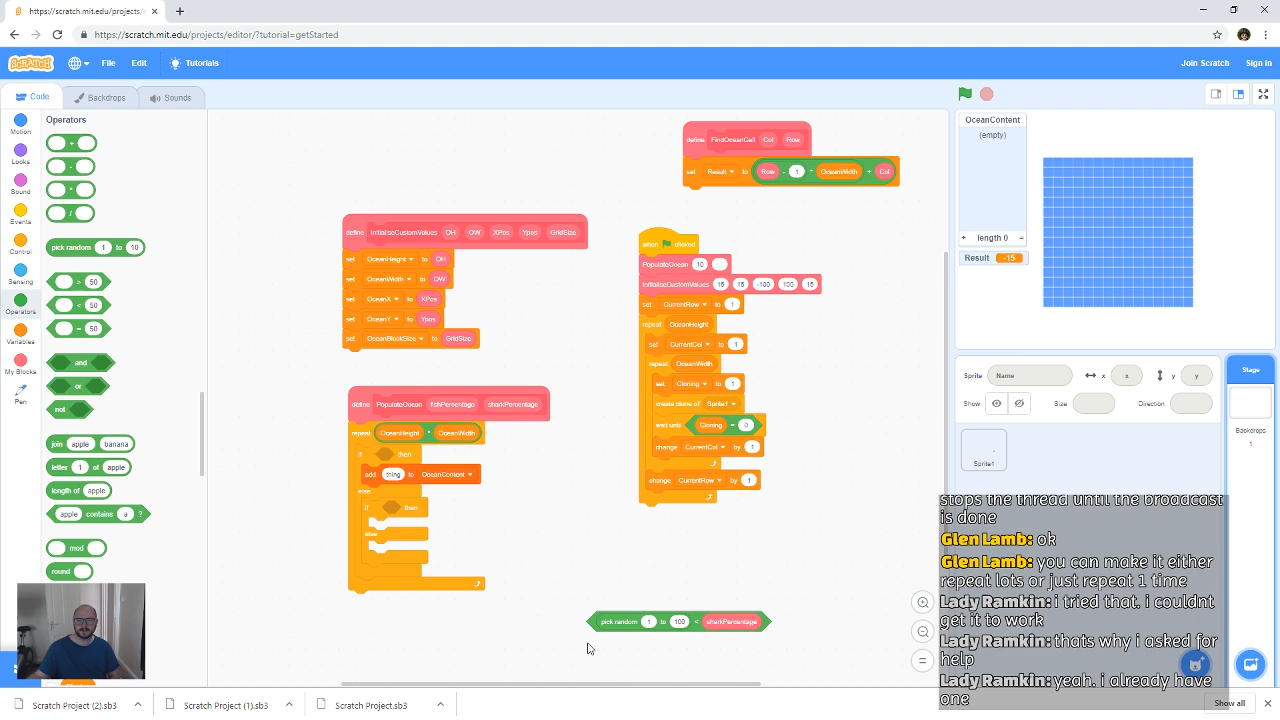 https://scratch.mit.edu/projects/e
https://scratch.mit.edu/projects/editor/?tutorial=getStarted
SCRATCH File Edit Tutorials Join Scratch Sign in
Code Backdrops Sounds
Motion
Looks
Sound
Events
Control
Sensing
Operators
Variables
My Blocks
Pen
Operators
+
-
*
/
pick random 1 to 10
> 50
< 50
= 50
and
or
not
join apple banana
letter 1 of apple
length of apple
apple contains a ?
mod
round
define FindOceanCell Col Row
set Result to Row - 1 * OceanWidth + Col
define InitialiseCustomValues OH OW XPos Ypos GridSize
set OceanHeight to OH
set OceanWidth to OW
set OceanX to XPos
set OceanY to Ypos
set OceanBlockSize to GridSize
define PopulateOcean fishPercentage sharkPercentage
repeat OceanHeight * OceanWidth
if then
add thing to OceanContent
else
if then
else
when clicked
PopulateOcean 10
InitialiseCustomValues 15 15 -100 100 15
set CurrentRow to 1
repeat OceanHeight
set CurrentCol to 1
repeat OceanWidth
set Cloning to 1
create clone of Sprite1
wait until Cloning = 0
change CurrentCol by 1
change CurrentRow by 1
pick random 1 to 100 < sharkPercentage
OceanContent
(empty)
+ length 0 =
Result -15
Sprite Name x x y y
Show Size Direction
Sprite1
Stage
Backdrops
1
stops the thread until the broadcast
is done
Glen Lamb: ok
Glen Lamb: you can make it either
repeat lots or just repeat 1 time
Lady Ramkin: i tried that. i couldnt
get it to work
Lady Ramkin: thats why i asked for
help
Lady Ramkin: yeah. i already have
one
Scratch Project (2).sb3
Scratch Project (1).sb3
Scratch Project.sb3
Show all